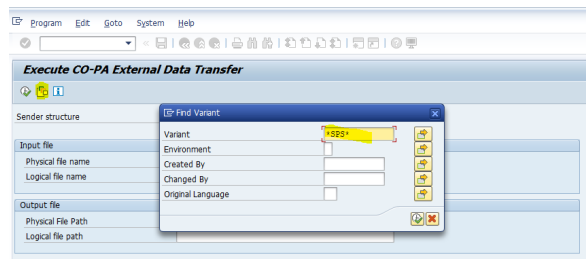 Program Edit Goto System Help
Execute CO-PA External Data Transfer
Sender structure
Input file
Physical file name
Logical file name
Output file
Physical File Path
Logical file path
Find Variant
Variant *SPS*
Environment
Created By
Changed By
Original Language